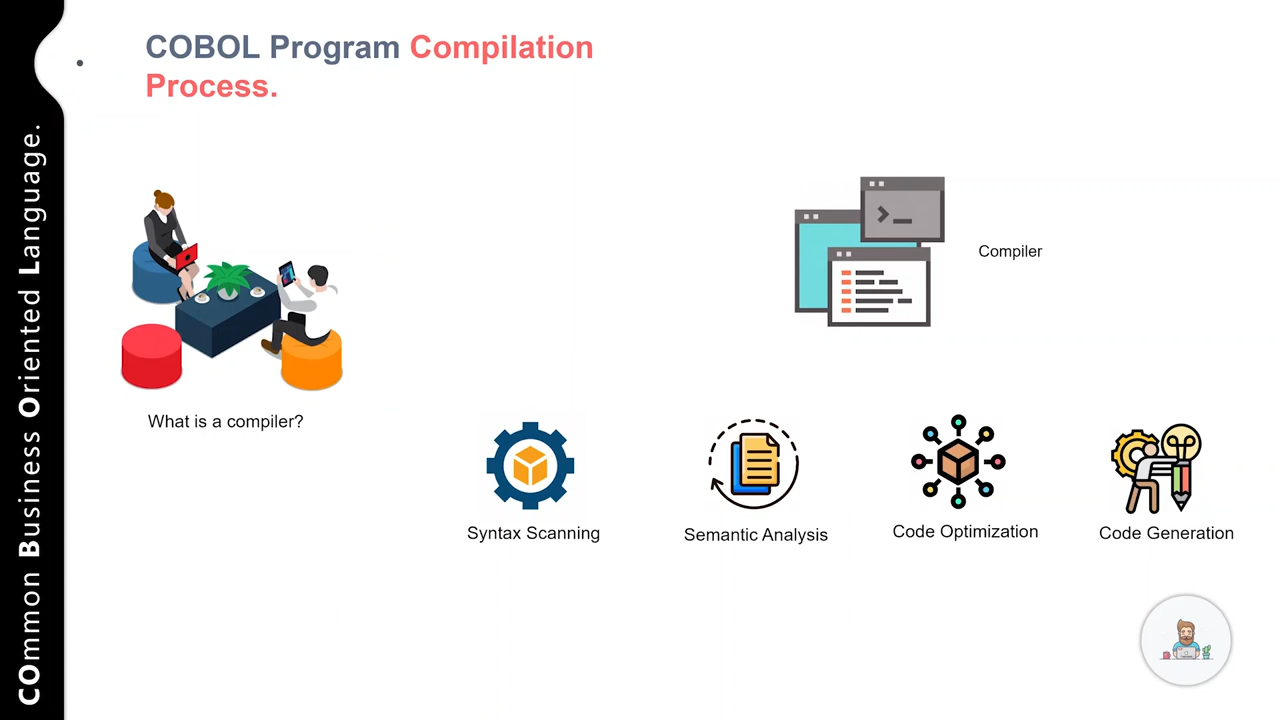 COBOL Program Compilation
Process.
COmmon Business Oriented Language.
Compiler
What is a compiler?
Syntax Scanning
Semantic Analysis
Code Optimization
Code Generation